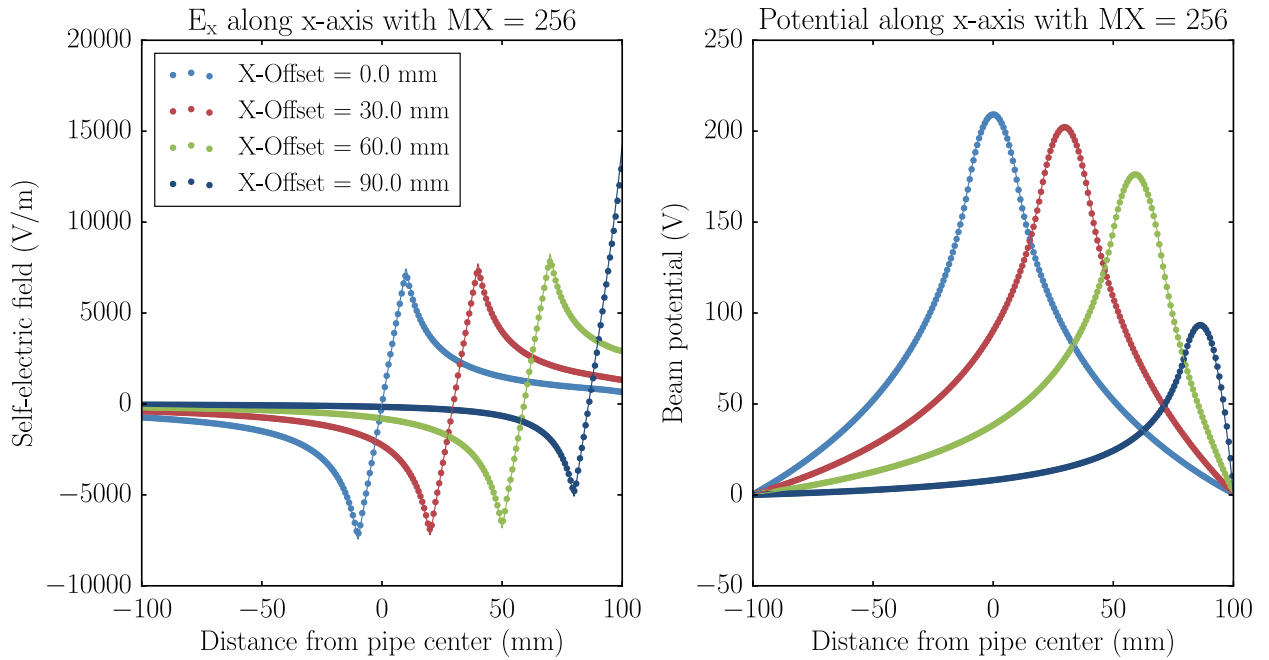 E_x along x-axis with MX = 256
20000
15000
10000
5000
0
−5000
−10000
Self-electric field (V/m)
X-Offset = 0.0 mm
X-Offset = 30.0 mm
X-Offset = 60.0 mm
X-Offset = 90.0 mm
−100
−50
0
50
100
Distance from pipe center (mm)
Potential along x-axis with MX = 256
250
200
150
100
50
0
−50
Beam potential (V)
−100
−50
0
50
100
Distance from pipe center (mm)